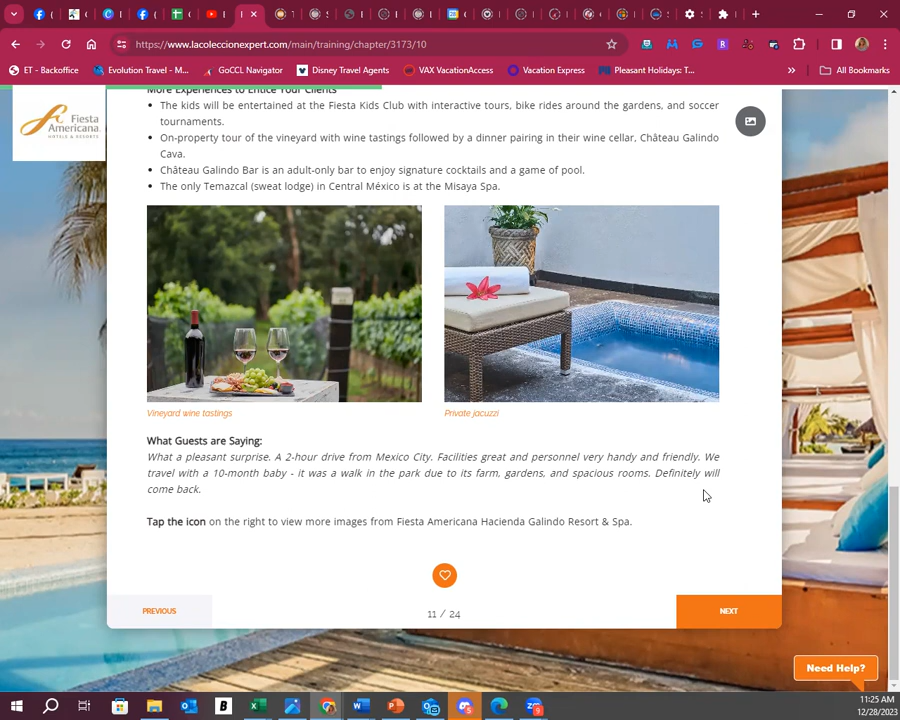 https://www.lacoleccionexpert.com/main/training/chapter/3173/10
ET - Backoffice
Evolution Travel - M...
GoCCL Navigator
Disney Travel Agents
VAX VacationAccess
Vacation Express
Pleasant Holidays: T...
»
All Bookmarks
Fiesta
Americana.
HOTELS & RESORTS
More Experiences to Entice Your Clients
• The kids will be entertained at the Fiesta Kids Club with interactive tours, bike rides around the gardens, and soccer
tournaments.
• On-property tour of the vineyard with wine tastings followed by a dinner pairing in their wine cellar, Château Galindo
Cava.
• Château Galindo Bar is an adult-only bar to enjoy signature cocktails and a game of pool.
• The only Temazcal (sweat lodge) in Central México is at the Misaya Spa.
Vineyard wine tastings
Private jacuzzi
What Guests are Saying:
What a pleasant surprise. A 2-hour drive from Mexico City. Facilities great and personnel very handy and friendly. We
travel with a 10-month baby - it was a walk in the park due to its farm, gardens, and spacious rooms. Definitely will
come back.
Tap the icon on the right to view more images from Fiesta Americana Hacienda Galindo Resort & Spa.
PREVIOUS
11 / 24
NEXT
Need Help?
11:25 AM
12/28/2023